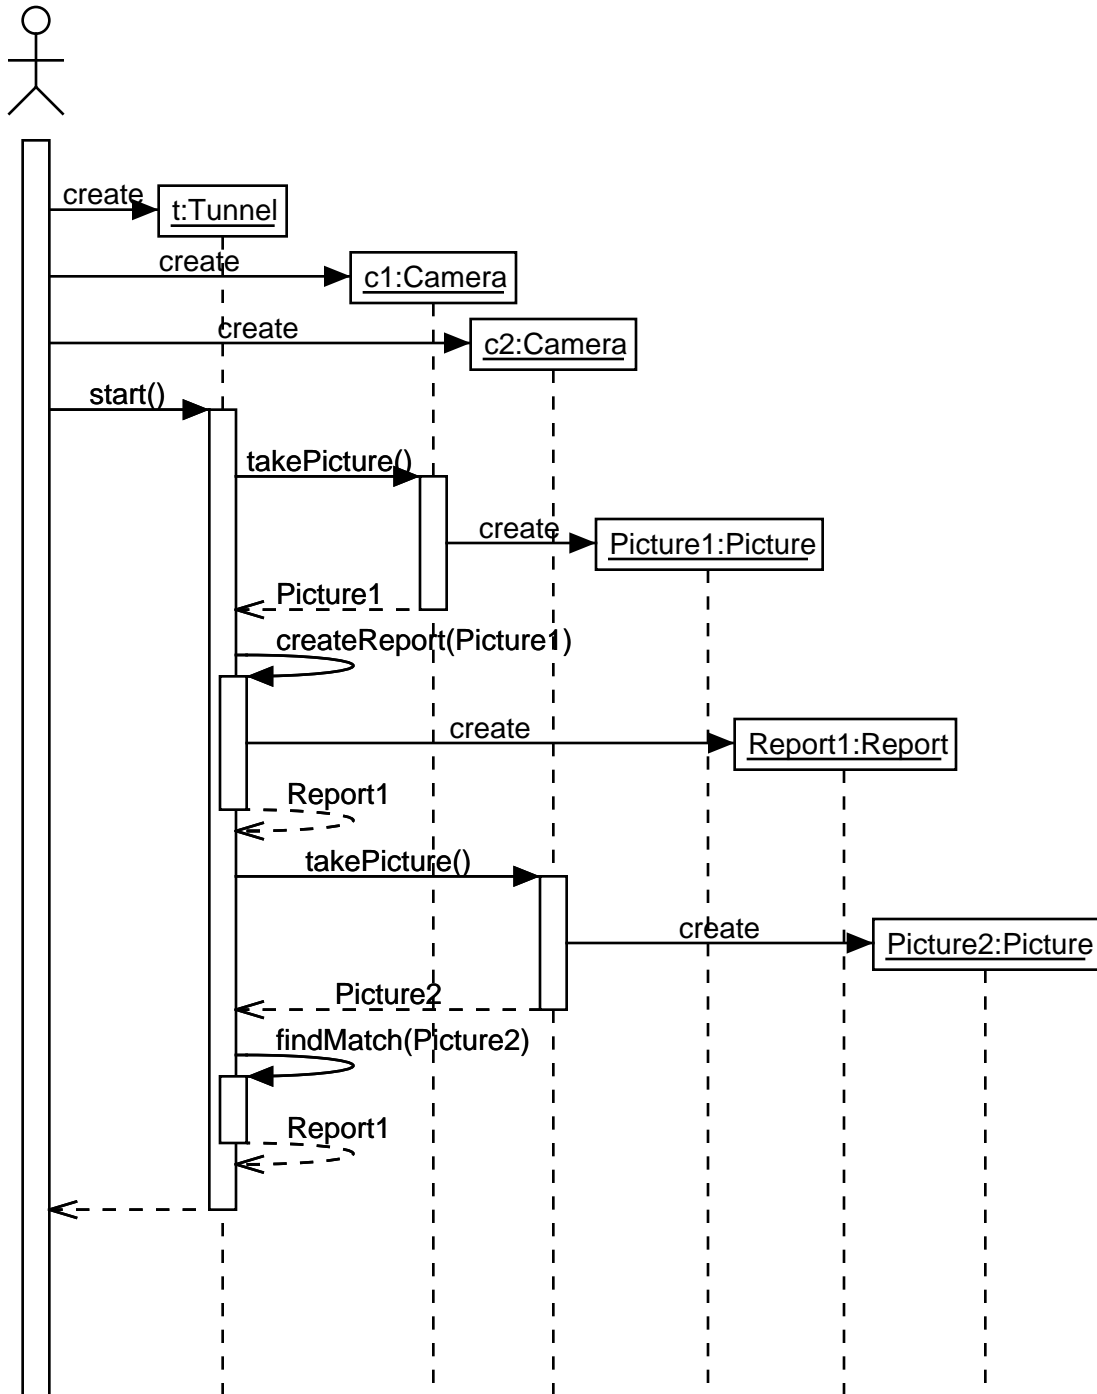 create
t:Tunnel
create
c1:Camera
create
c2:Camera
start()
takePicture()
create
Picture1:Picture
Picture1
createReport(Picture1)
create
Report1:Report
Report1
takePicture()
create
Picture2:Picture
Picture2
findMatch(Picture2)
Report1